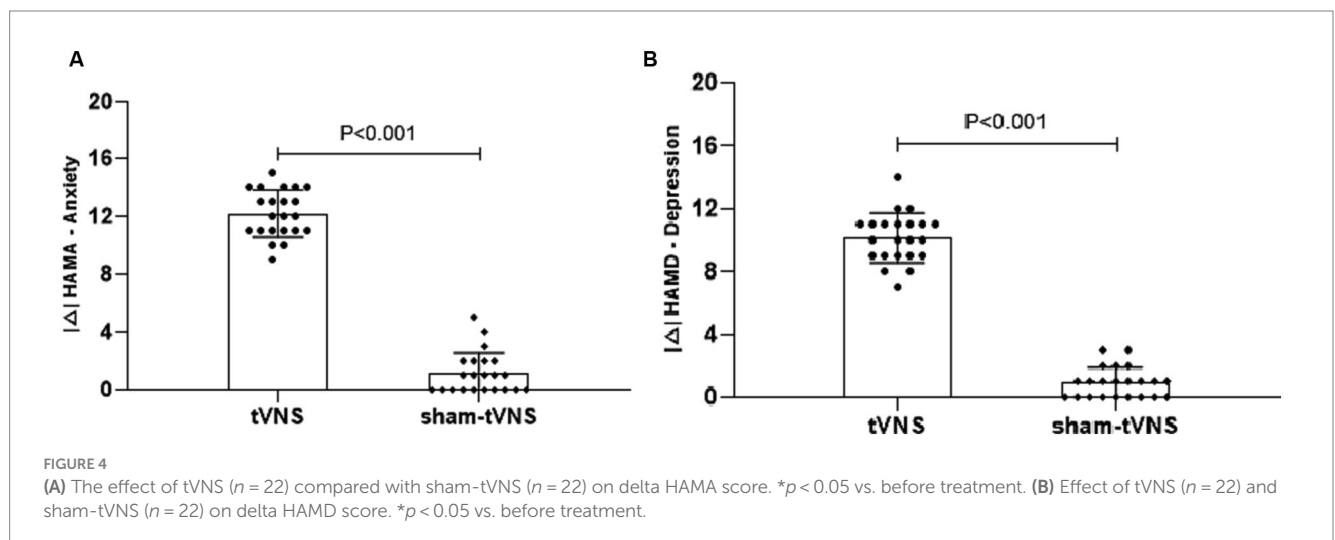 A
20
16
12
8
4
0
|△| HAMA - Anxiety
P<0.001
tVNS
sham-tVNS
B
20
16
12
8
4
0
|△| HAMD - Depression
P<0.001
tVNS
sham-tVNS
FIGURE 4
(A) The effect of tVNS (n = 22) compared with sham-tVNS (n = 22) on delta HAMA score. *p < 0.05 vs. before treatment. (B) Effect of tVNS (n = 22) and
sham-tVNS (n = 22) on delta HAMD score. *p < 0.05 vs. before treatment.